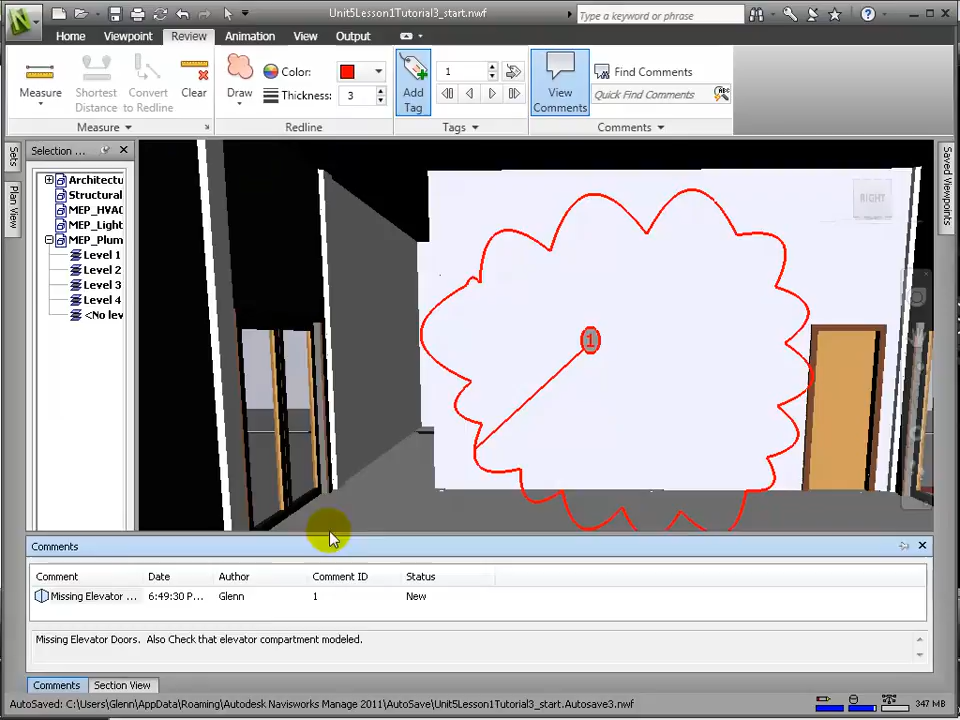 Unit5Lesson1Tutorial3_start.nwf
Type a keyword or phrase
Home
Viewpoint
Review
Animation
View
Output
Measure
Shortest Distance
Convert to Redline
Clear
Measure
Draw
Color:
Thickness: 3
Redline
Add Tag
1
Tags
View Comments
Find Comments
Quick Find Comments
Comments
Sets
Plan View
Selection ...
Architectu
Structural
MEP_HVAC
MEP_Light
MEP_Plum
Level 1
Level 2
Level 3
Level 4
<No lev
RIGHT
1
Saved Viewpoints
Comments
Comment Date Author Comment ID Status
Missing Elevator ... 6:49:30 P... Glenn 1 New
Missing Elevator Doors. Also Check that elevator compartment modeled.
Comments Section View
AutoSaved: C:\Users\Glenn\AppData\Roaming\Autodesk Navisworks Manage 2011\AutoSave\Unit5Lesson1Tutorial3_start.Autosave3.nwf
347 MB